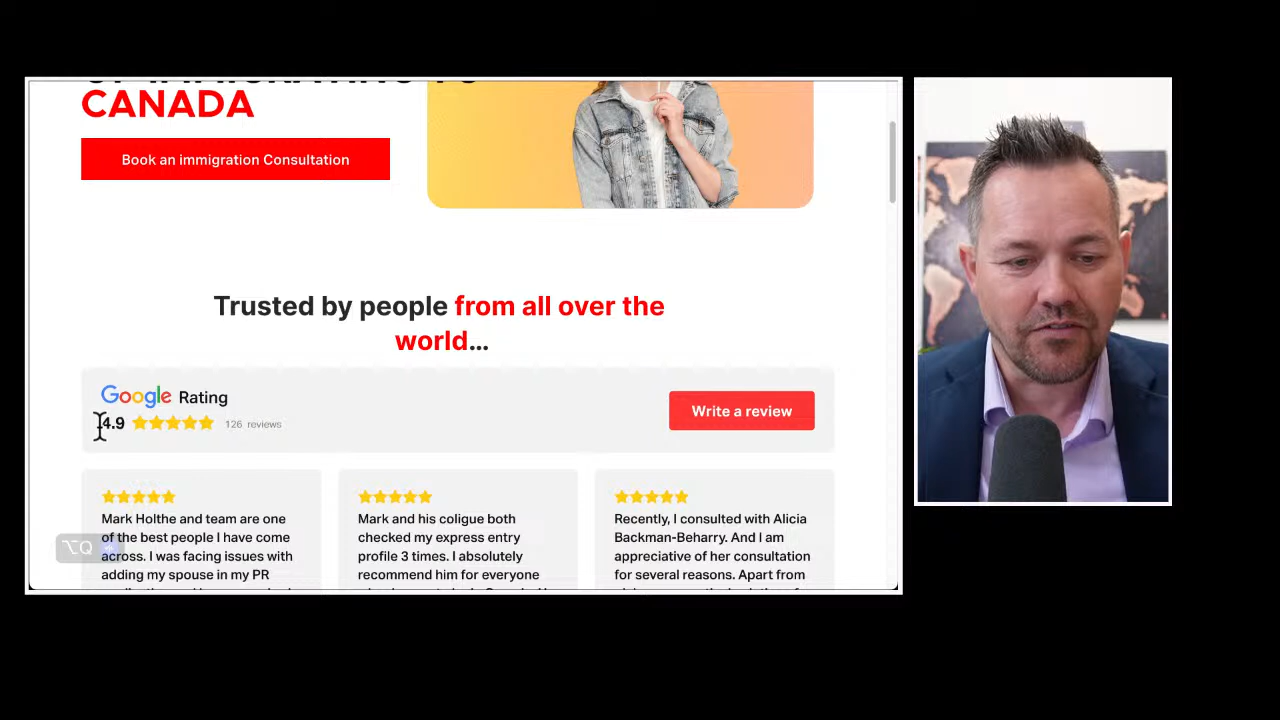 CANADA
Book an immigration Consultation
Trusted by people from all over the
world...
Google Rating
4.9 126 reviews
Write a review
Mark Holthe and team are one
of the best people I have come
across. I was facing issues with
adding my spouse in my PR
Mark and his coligue both
checked my express entry
profile 3 times. I absolutely
recommend him for everyone
Recently, I consulted with Alicia
Backman-Beharry. And I am
appreciative of her consultation
for several reasons. Apart from
⌥Q